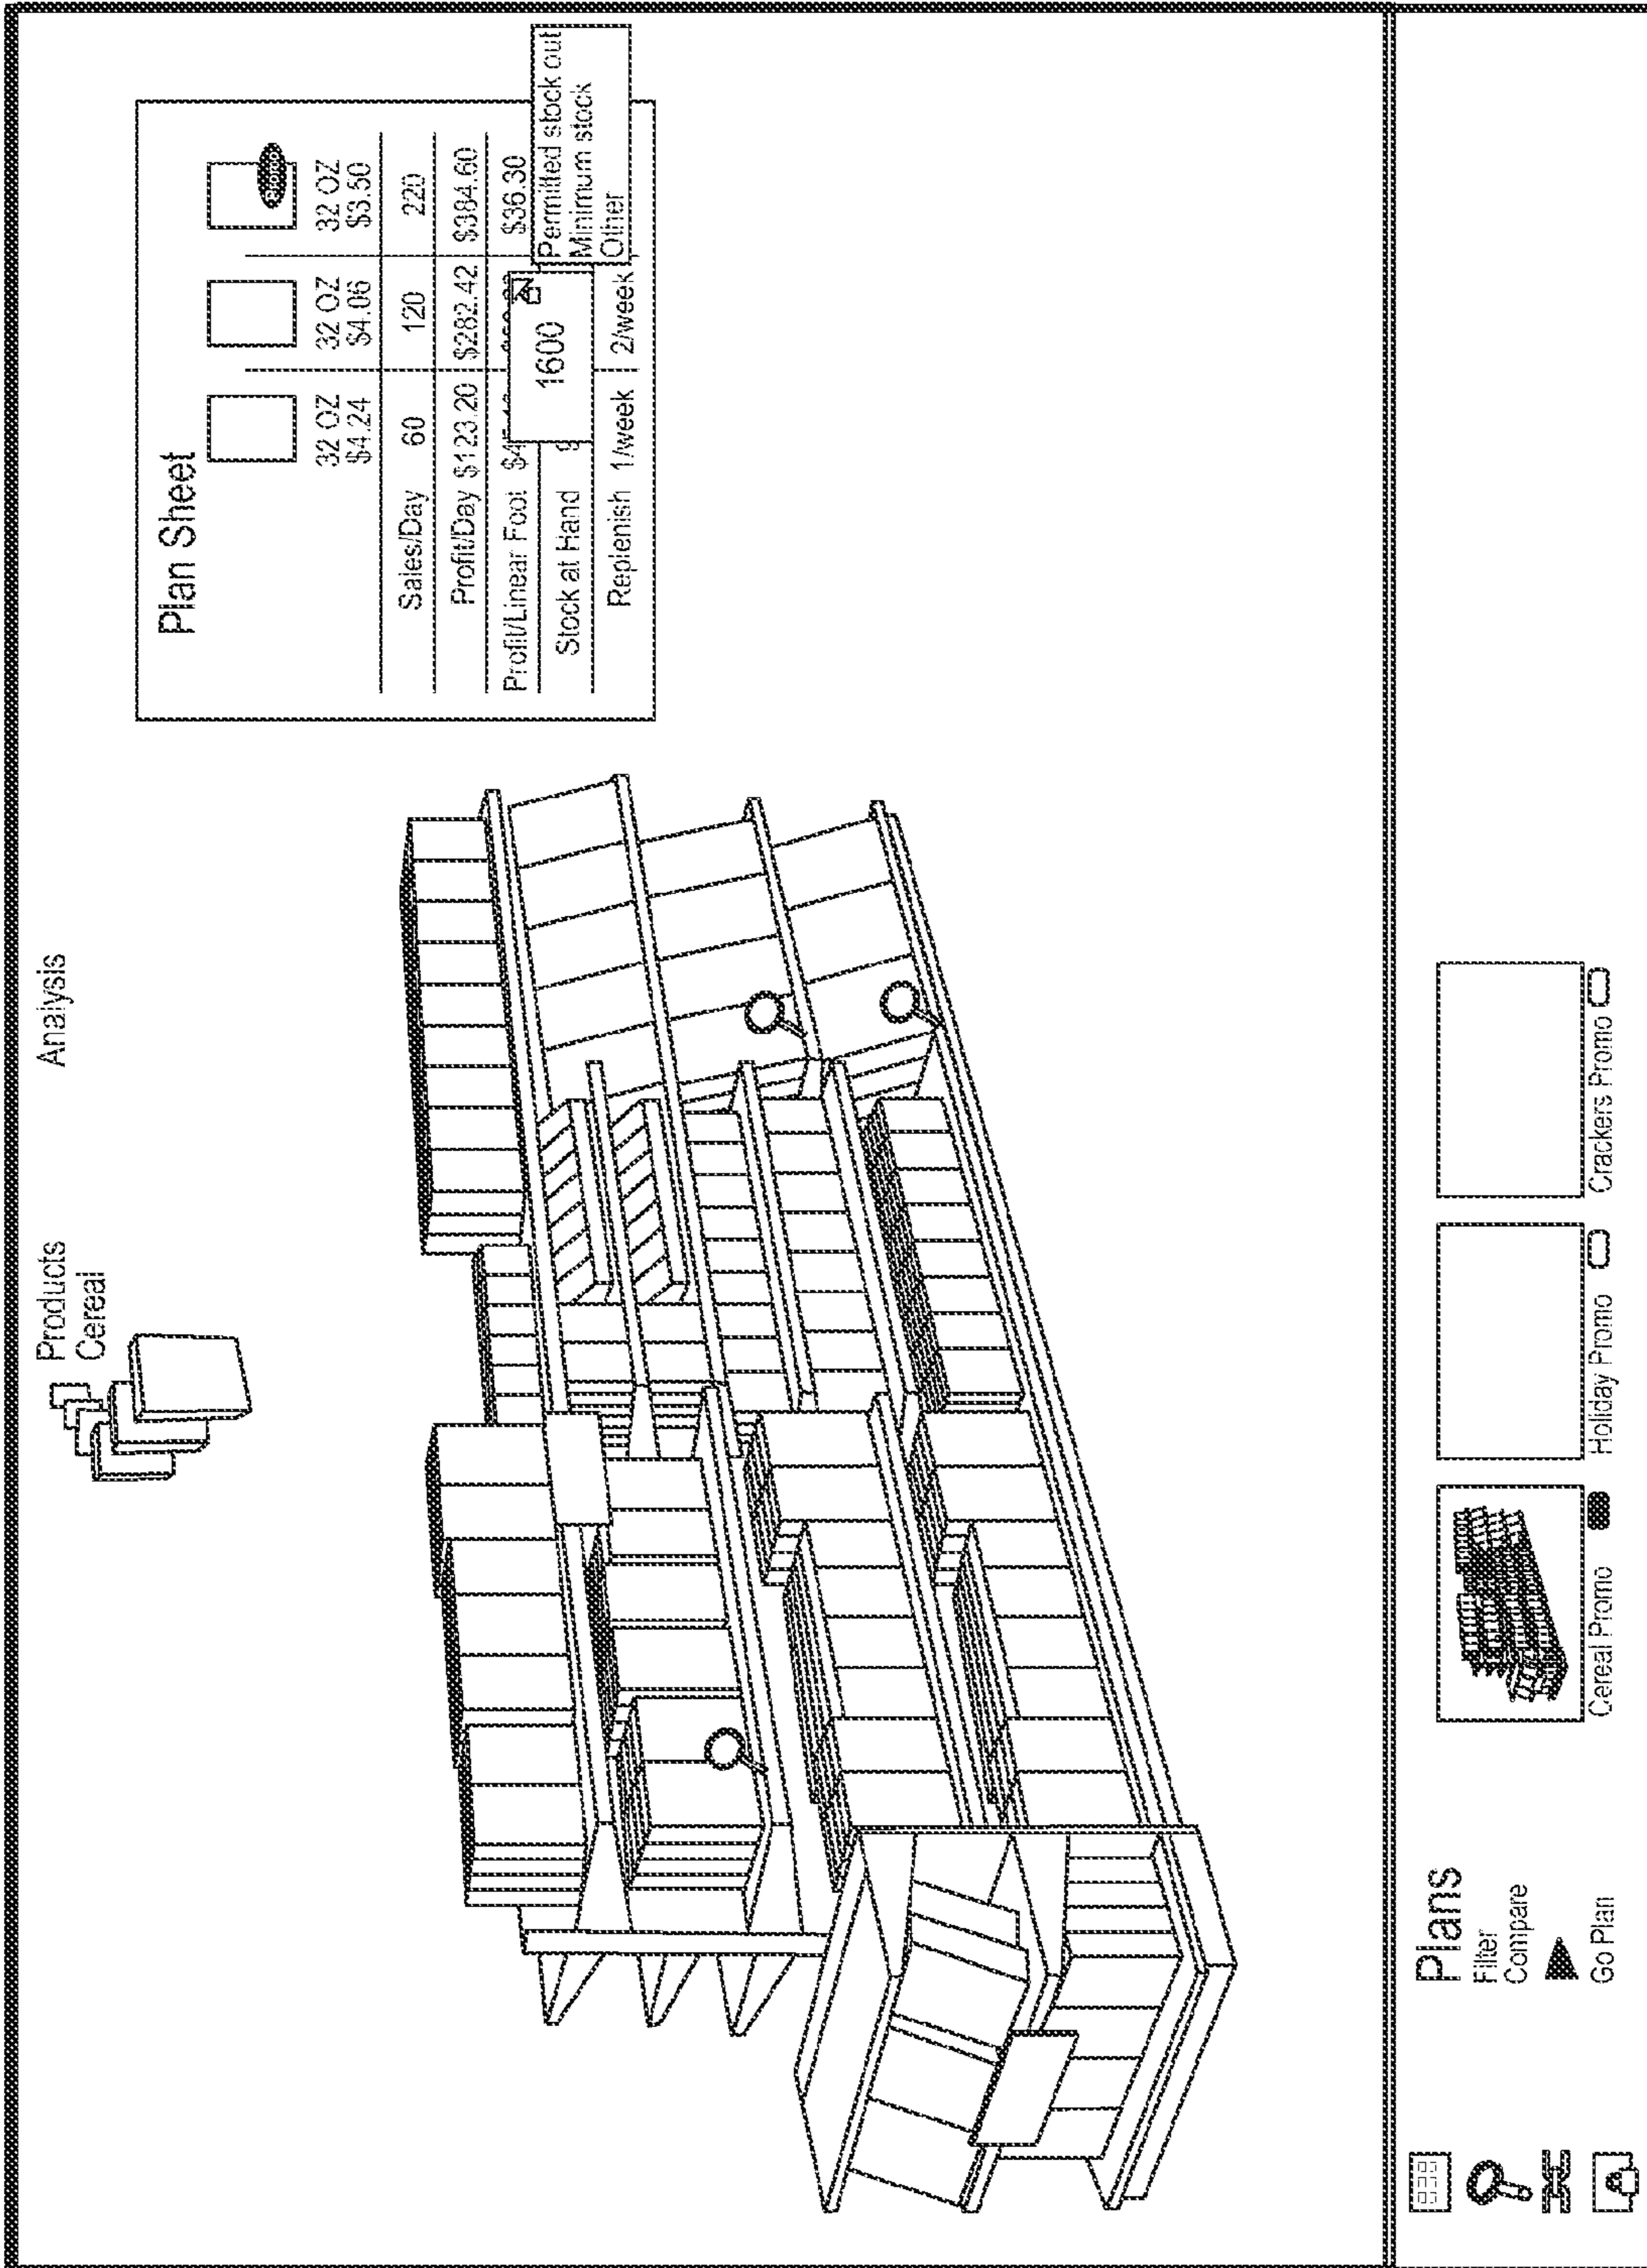 Products
Cereal
Analysis
Plan Sheet
32 OZ 32 OZ 32 OZ
$4.24 $4.06 $3.50
Sales/Day 60 120 220
Profit/Day $123.20 $282.42 $384.60
Profit/Linear Foot $36.30
1600
Permitted stock out
Minimum stock
Other
Stock at Hand
Replenish 1/week 2/week
Plans
Filter
Compare
Go Plan
Cereal Promo
Holiday Promo
Crackers Promo